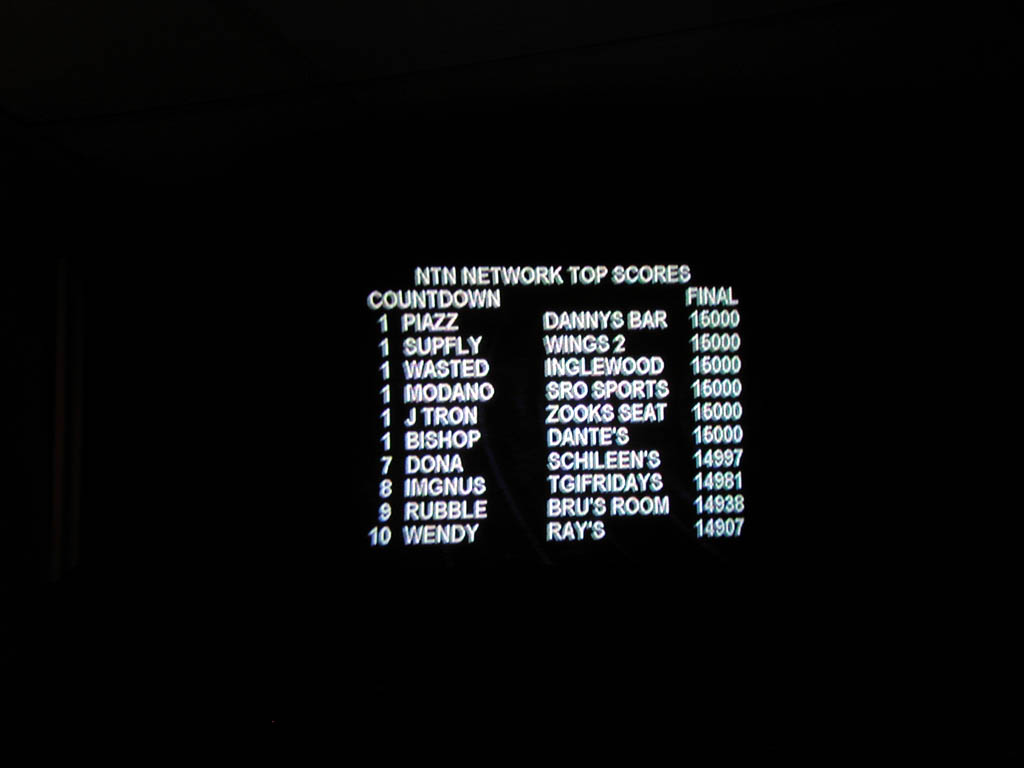 NTN NETWORK TOP SCORES
COUNTDOWN FINAL
1 PIAZZ DANNYS BAR 15000
1 SUPFLY WINGS 2 15000
1 WASTED INGLEWOOD 15000
1 MODANO SRO SPORTS 15000
1 J TRON ZOOKS SEAT 15000
1 BISHOP DANTE'S 15000
7 DONA SCHILEEN'S 14997
8 IMGNUS TGIFRIDAYS 14981
9 RUBBLE BRU'S ROOM 14938
10 WENDY RAY'S 14907